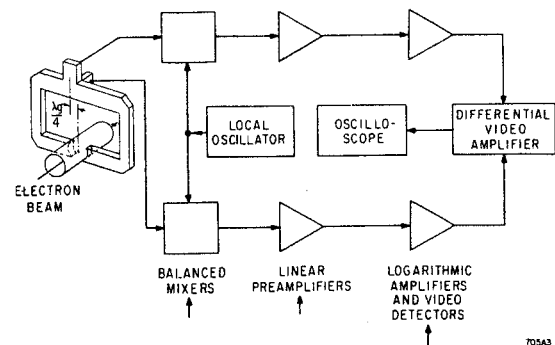 λg
4
ELECTRON
BEAM
LOCAL
OSCILLATOR
OSCILLO-
SCOPE
DIFFERENTIAL
VIDEO
AMPLIFIER
BALANCED
MIXERS
LINEAR
PREAMPLIFIERS
LOGARITHMIC
AMPLIFIERS
AND VIDEO
DETECTORS
705A3